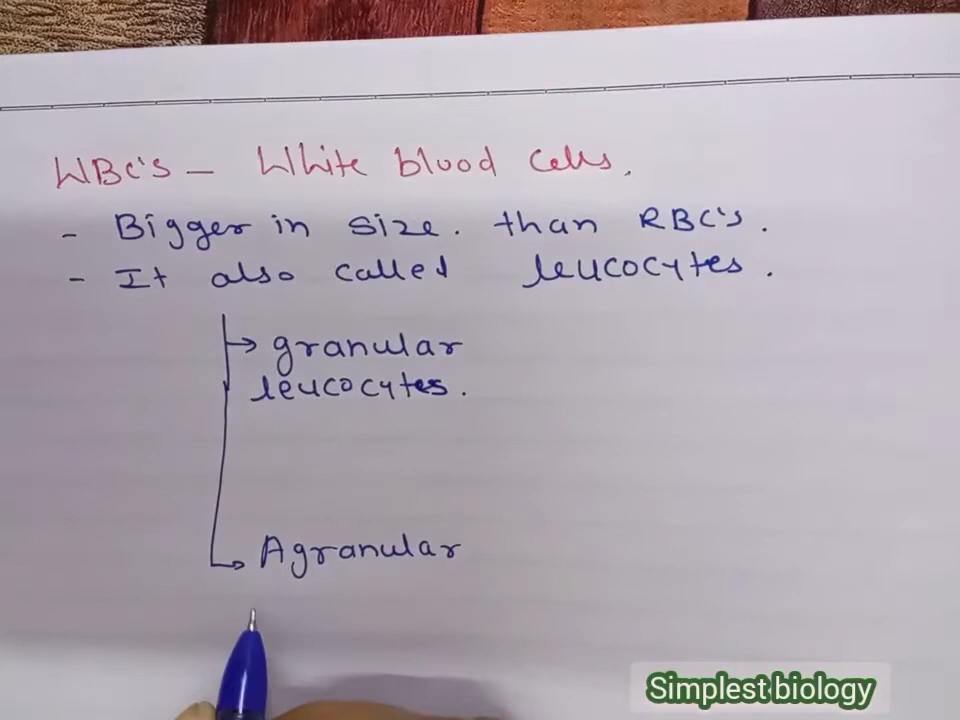 WBC's - White blood Cells.
- Bigger in size. than RBC's.
- It also called leucocytes.
granular
leucocytes.
Agranular
Simplest biology